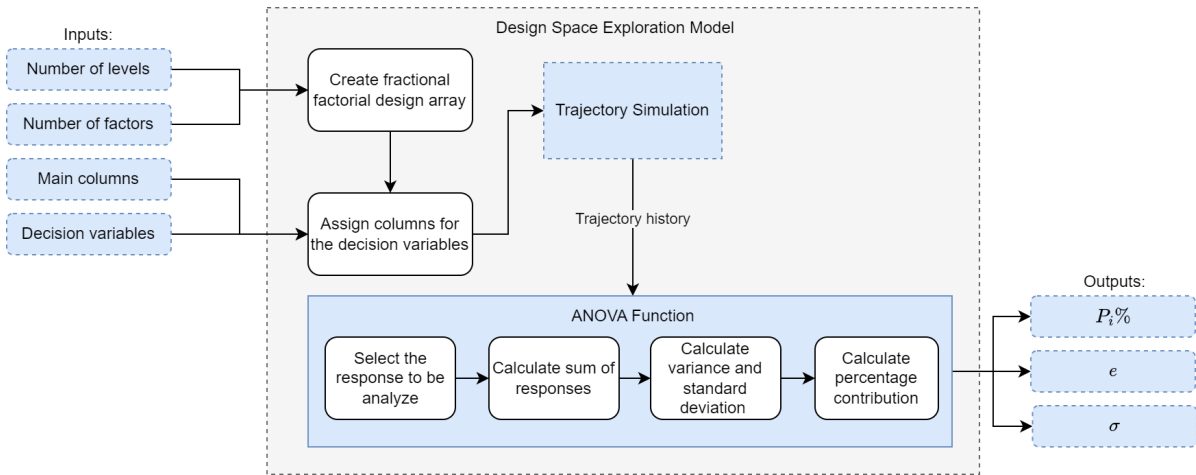 Design Space Exploration Model
Inputs:
Number of levels
Number of factors
Main columns
Decision variables
Create fractional
factorial design array
Assign columns for
the decision variables
Trajectory Simulation
Trajectory history
ANOVA Function
Select the
response to be
analyze
Calculate sum of
responses
Calculate
variance and
standard
deviation
Calculate
percentage
contribution
Outputs:
P_i%
e
σ